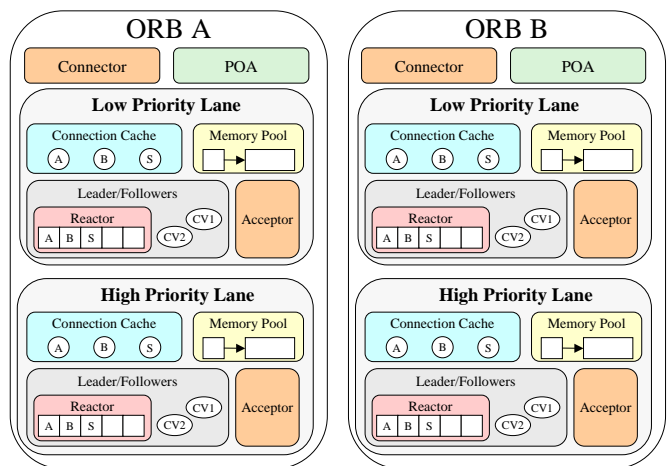 ORB A
Connector POA
Low Priority Lane
Connection Cache Memory Pool
A B S
Leader/Followers
Reactor
CV1
A B S CV2
Acceptor
High Priority Lane
Connection Cache Memory Pool
A B S
Leader/Followers
Reactor
CV1
A B S CV2
Acceptor
ORB B
Connector POA
Low Priority Lane
Connection Cache Memory Pool
A B S
Leader/Followers
Reactor
CV1
A B S CV2
Acceptor
High Priority Lane
Connection Cache Memory Pool
A B S
Leader/Followers
Reactor
CV1
A B S CV2
Acceptor